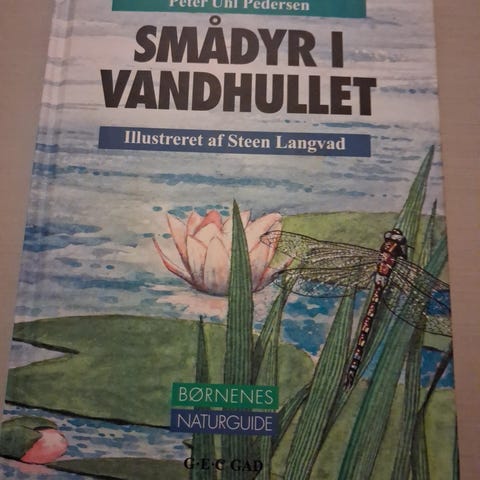 Peter Uhl Pedersen
SMÅDYR I
VANDHULLET
Illustreret af Steen Langvad
BØRNENES
NATURGUIDE
G·E·C GAD